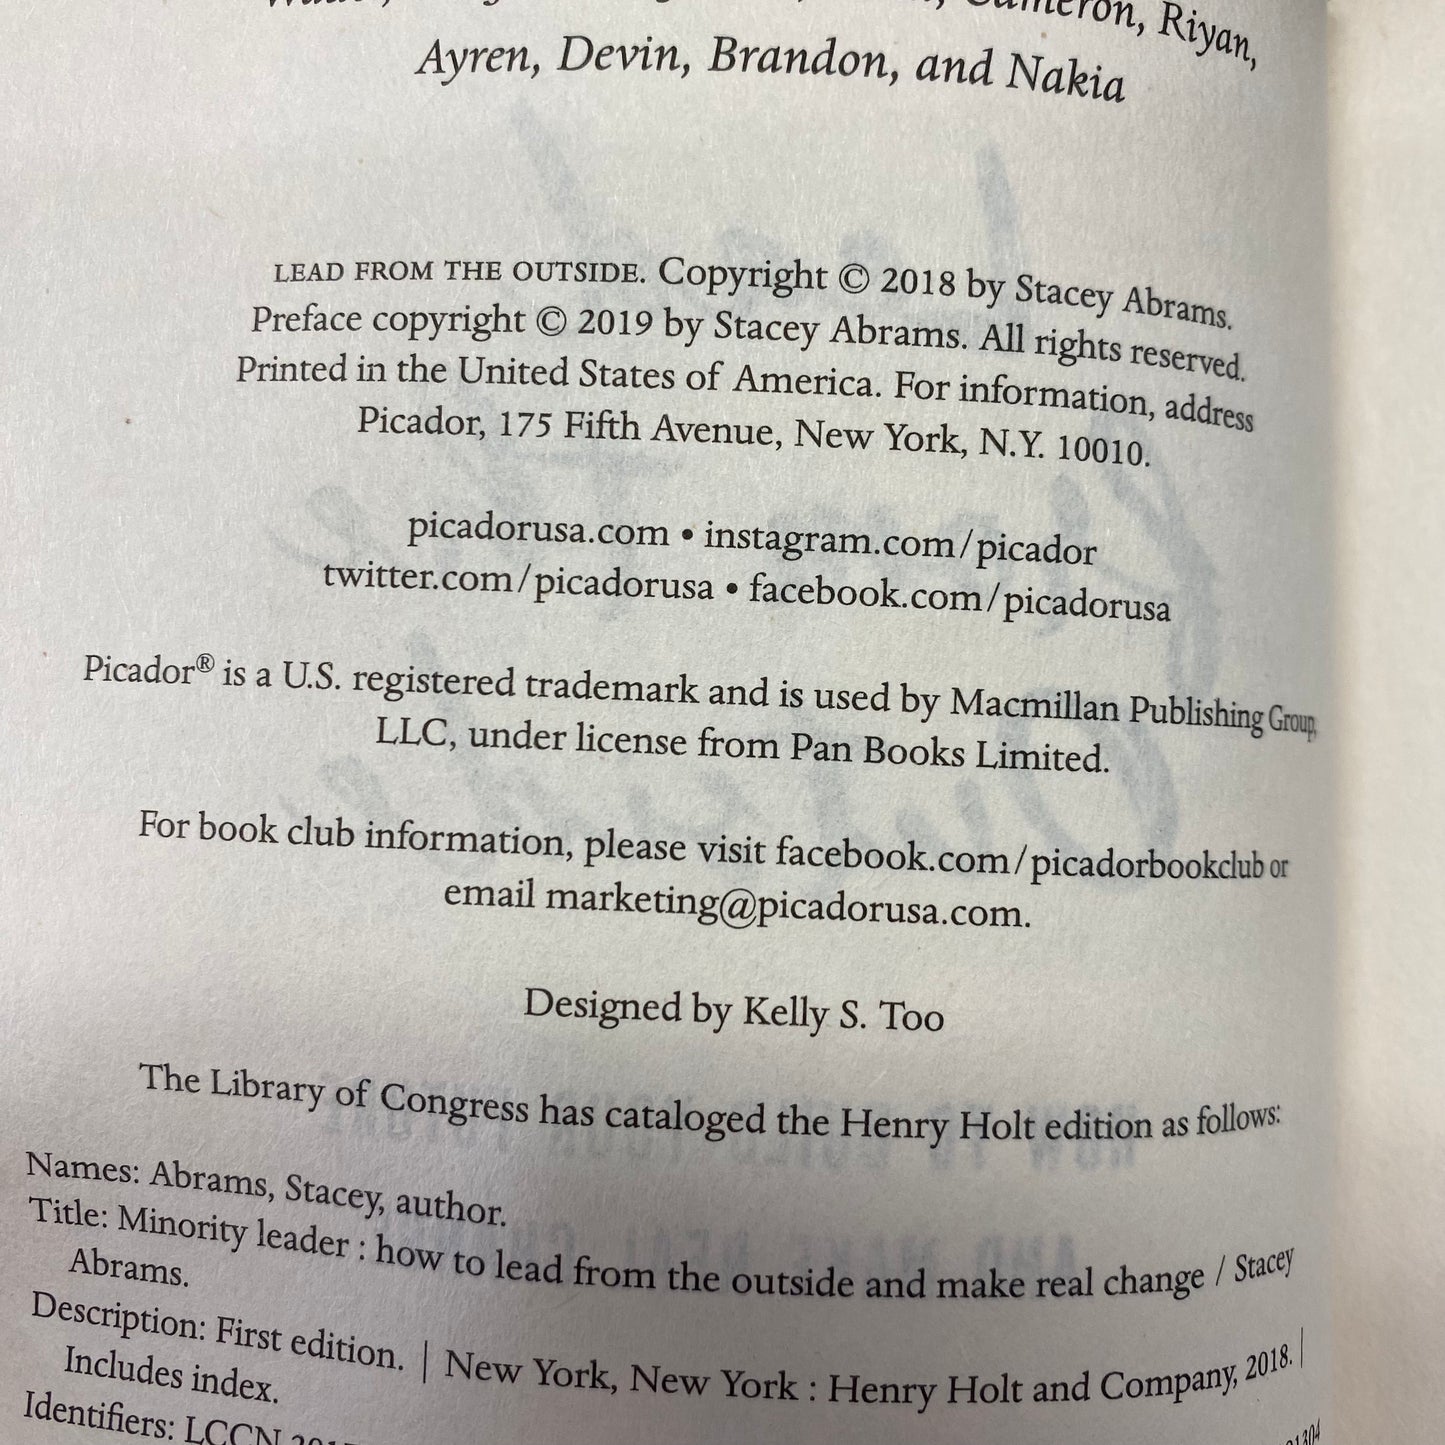 Cameron, Riyan,
Ayren, Devin, Brandon, and Nakia
LEAD FROM THE OUTSIDE. Copyright © 2018 by Stacey Abrams.
Preface copyright © 2019 by Stacey Abrams. All rights reserved.
Printed in the United States of America. For information, address
Picador, 175 Fifth Avenue, New York, N.Y. 10010.
picadorusa.com • instagram.com/picador
twitter.com/picadorusa • facebook.com/picadorusa
Picador® is a U.S. registered trademark and is used by Macmillan Publishing Group,
LLC, under license from Pan Books Limited.
For book club information, please visit facebook.com/picadorbookclub or
email marketing@picadorusa.com.
Designed by Kelly S. Too
The Library of Congress has cataloged the Henry Holt edition as follows:
Names: Abrams, Stacey, author.
Title: Minority leader : how to lead from the outside and make real change / Stacey
Abrams.
Description: First edition. | New York, New York : Henry Holt and Company, 2018. |
Includes index.
Identifiers: LCCN